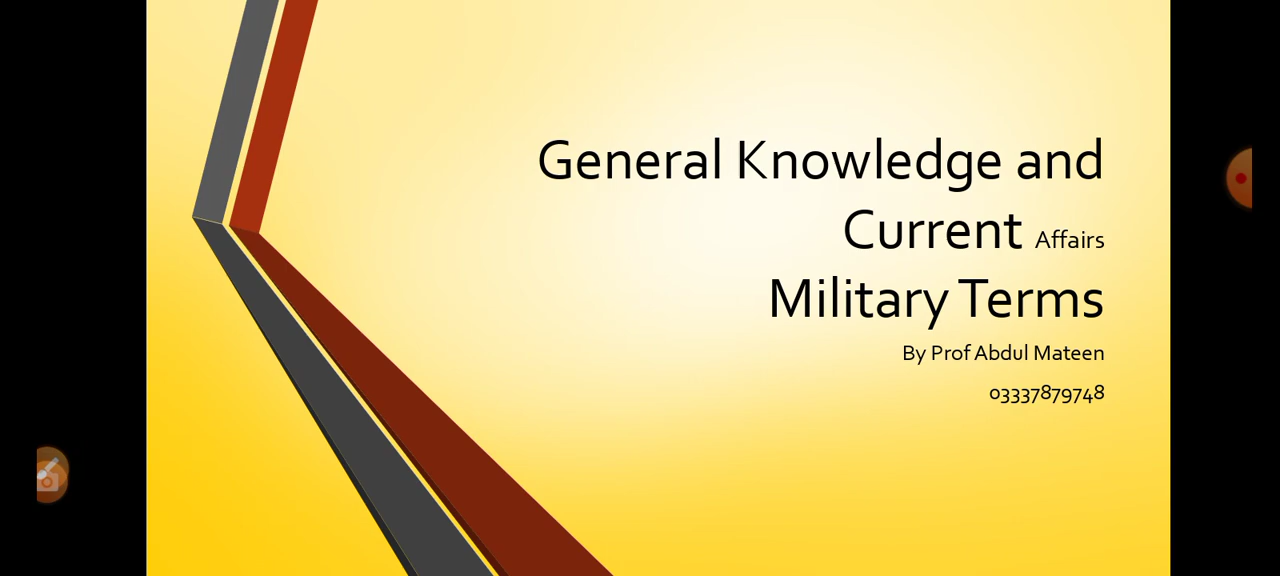 General Knowledge and
Current Affairs
Military Terms
By Prof Abdul Mateen
03337879748